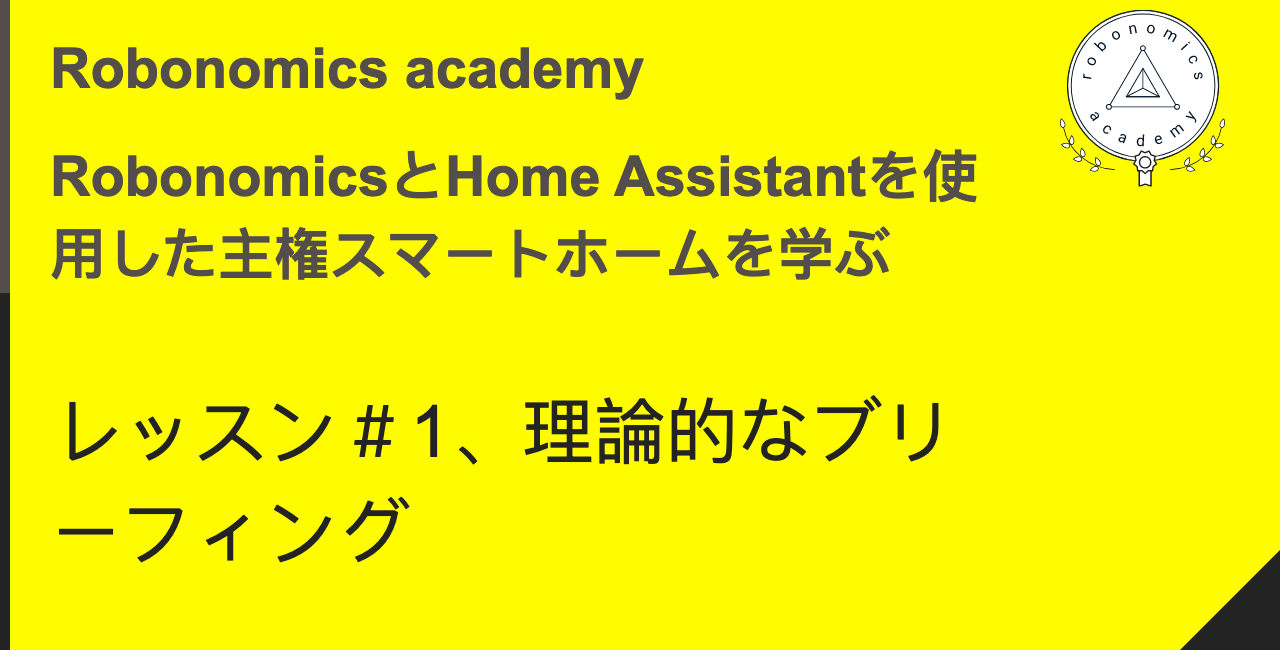 Robonomics academy
RobonomicsとHome Assistantを使
用した主権スマートホームを学ぶ
レッスン＃1、理論的なブリ
ーフィング
robonomics
academy